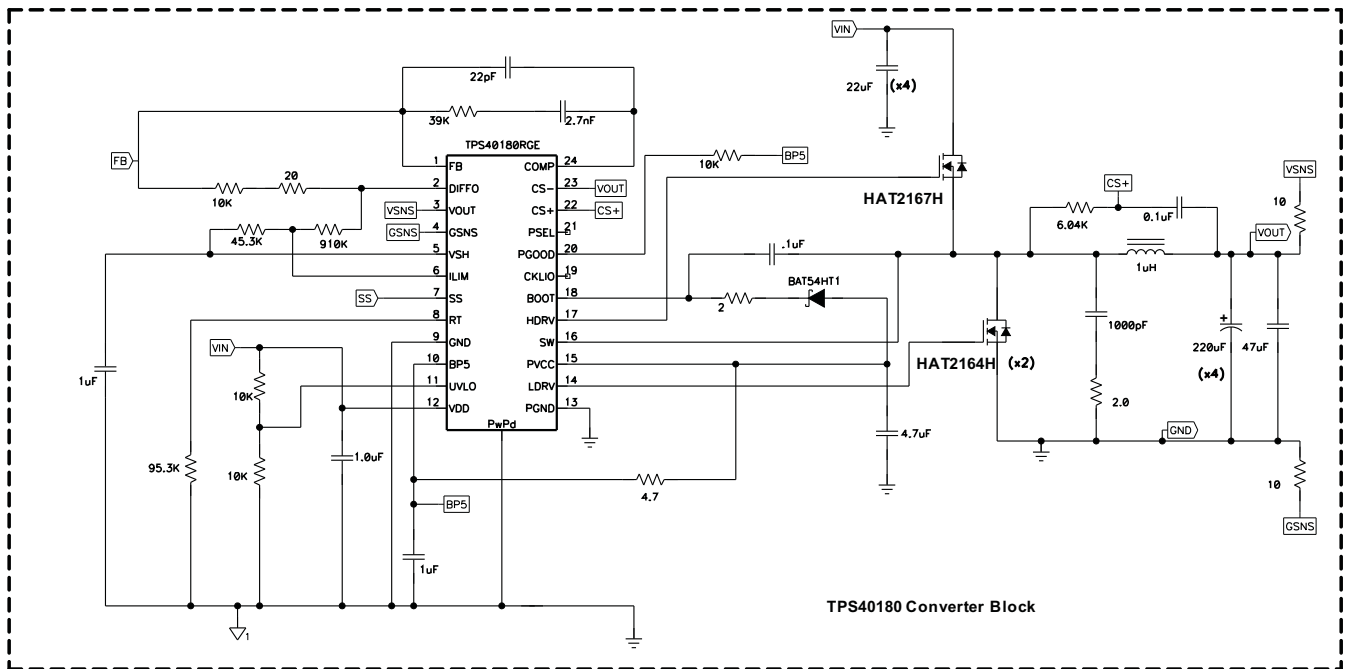 VIN
22uF (x4)
22pF
39K
2.7nF
FB
10K
20
45.3K
910K
VSNS
GSNS
SS
TPS40180RGE
1 FB
2 DIFFO
3 VOUT
4 GSNS
5 VSH
6 ILIM
7 SS
8 RT
9 GND
10 BP5
11 UVLO
12 VDD
COMP 24
CS- 23
CS+ 22
PSEL 21
PGOOD 20
CKLIO 19
BOOT 18
HDRV 17
SW 16
PVCC 15
LDRV 14
PGND 13
PwPd
VOUT
CS+
10K
BP5
HAT2167H
.1uF
2
BAT54HT1
HAT2164H (x2)
4.7uF
CS+
6.04K
0.1uF
1uH
VSNS
10
VOUT
1000pF
2.0
+
220uF
(x4)
47uF
GND
10
GSNS
1uF
VIN
10K
10K
95.3K
1.0uF
BP5
4.7
1uF
1
TPS40180 Converter Block